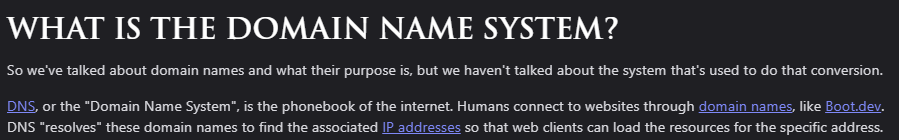 WHAT IS THE DOMAIN NAME SYSTEM?
So we've talked about domain names and what their purpose is, but we haven't talked about the system that's used to do that conversion.
DNS, or the "Domain Name System", is the phonebook of the internet. Humans connect to websites through domain names, like Boot.dev.
DNS "resolves" these domain names to find the associated IP addresses so that web clients can load the resources for the specific address.